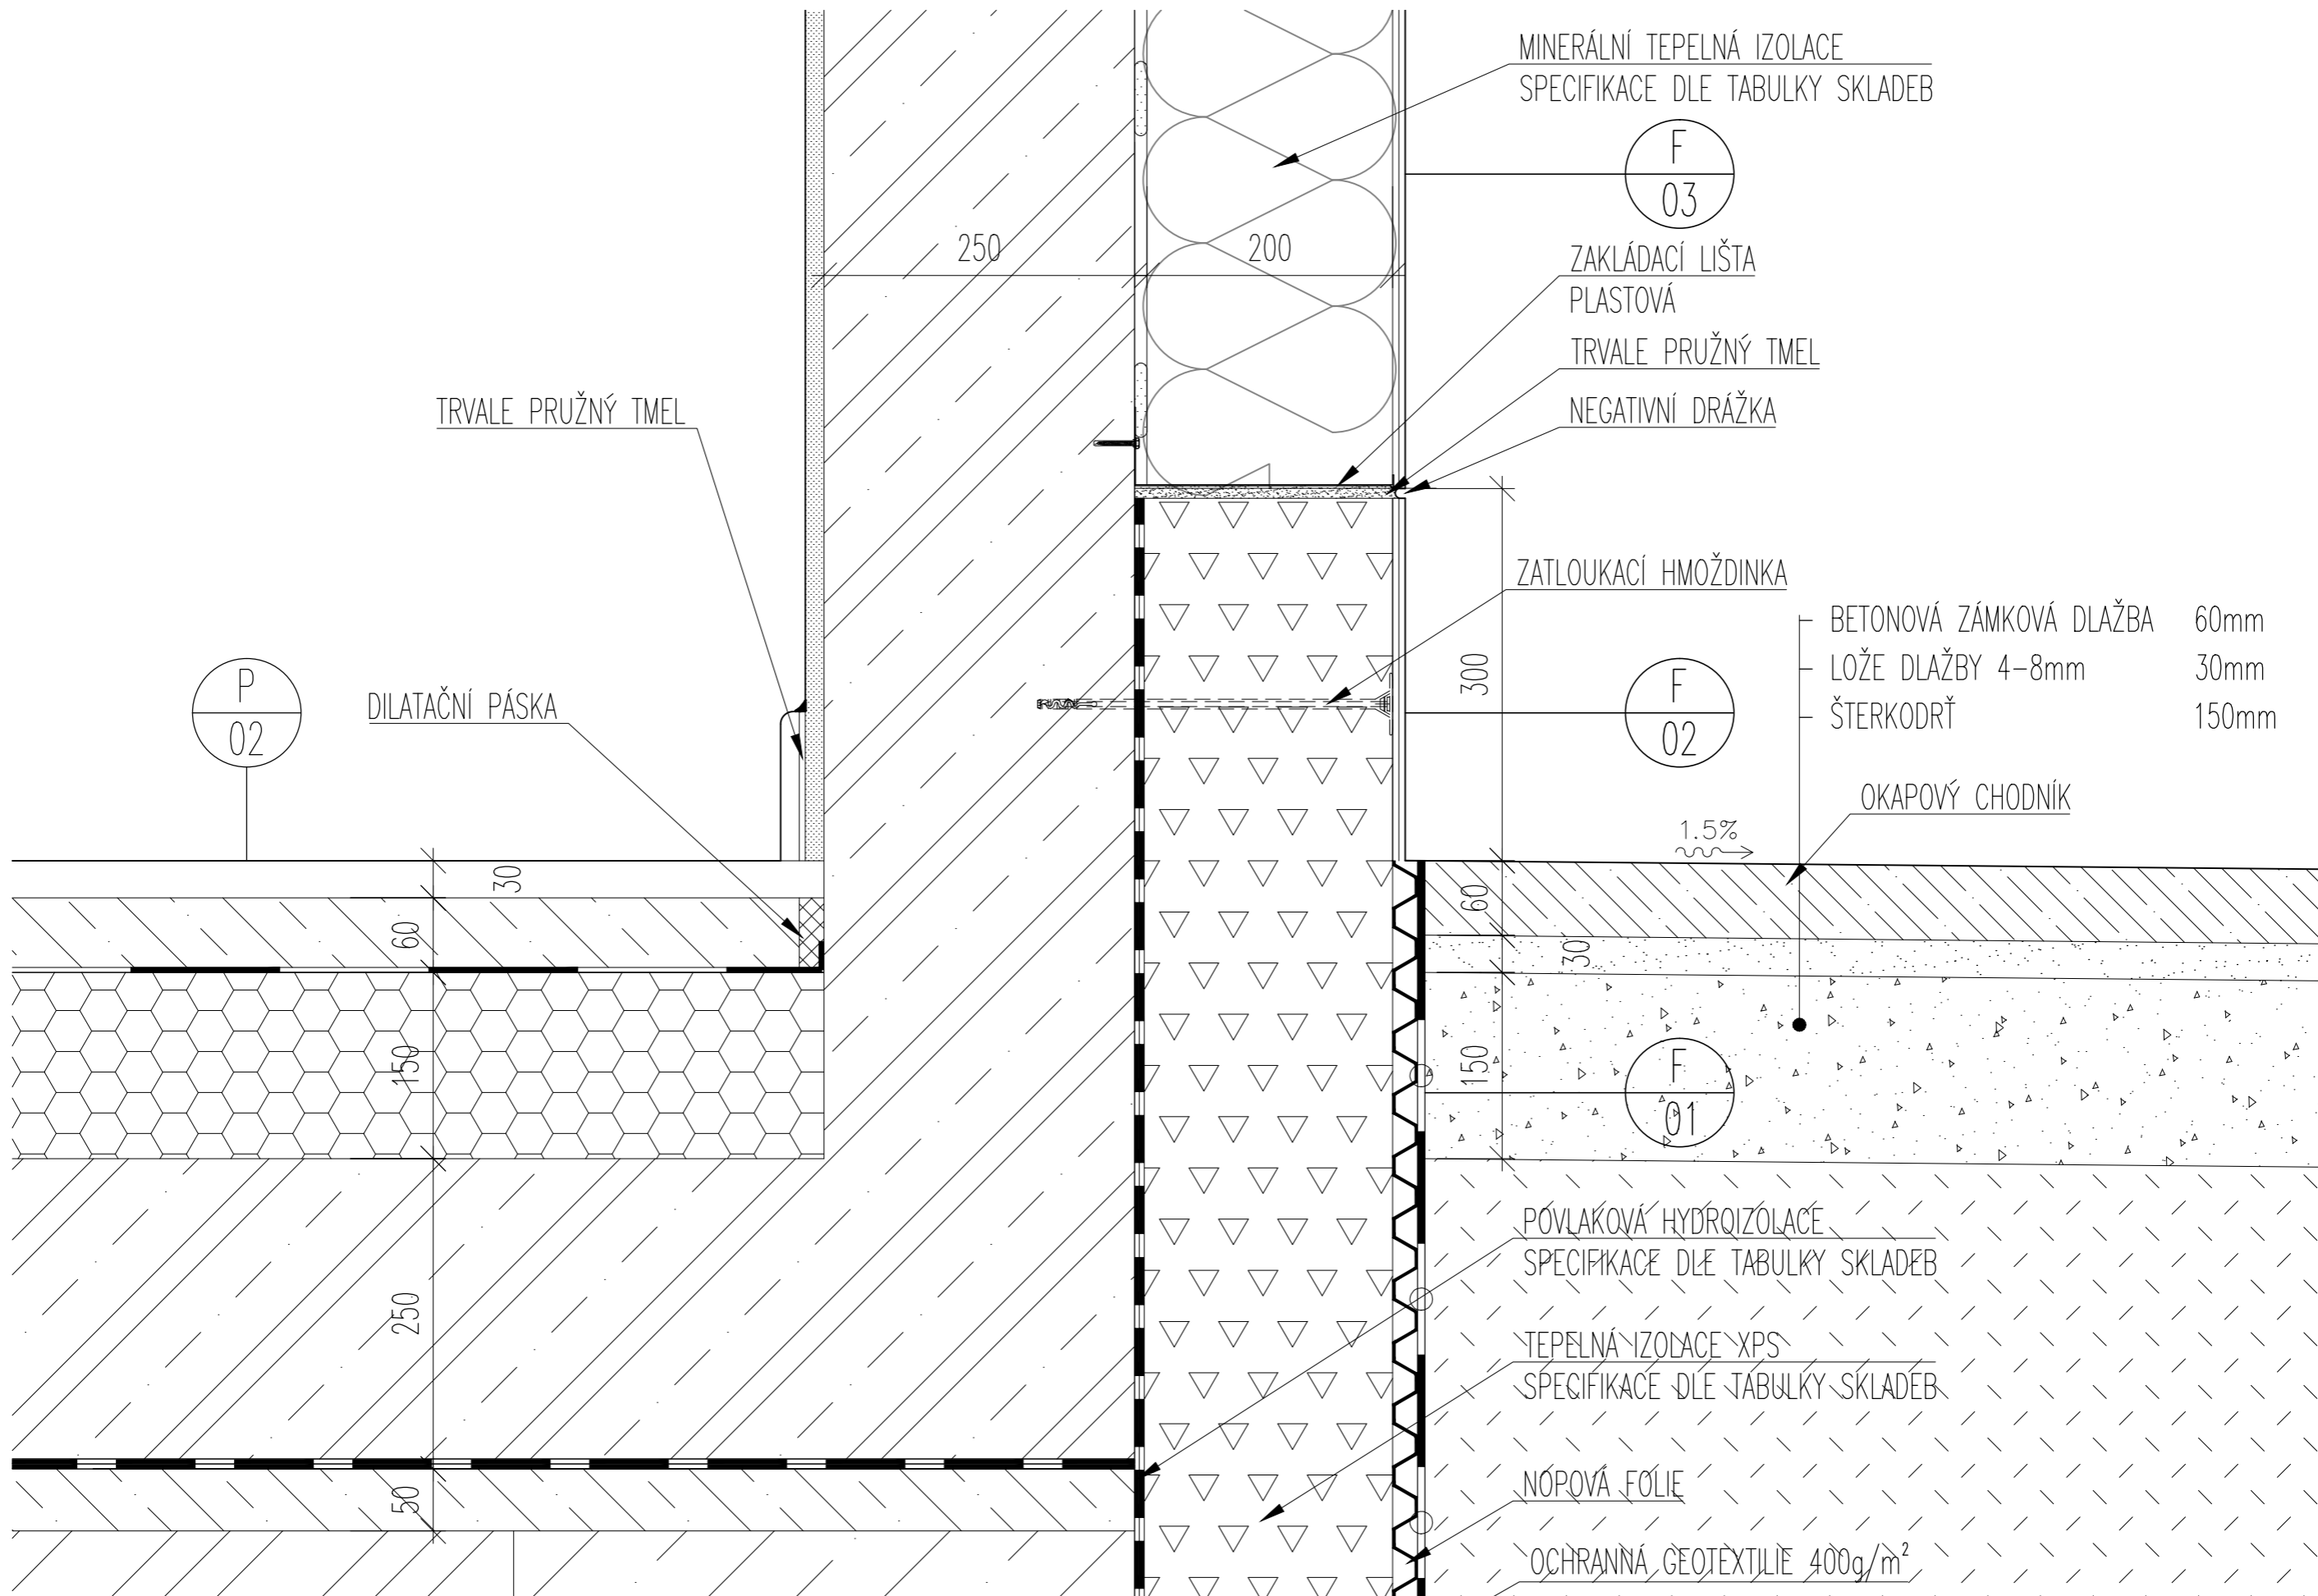 MINERÁLNÍ TEPELNÁ IZOLACE
SPECIFIKACE DLE TABULKY SKLADEB
F
03
250
200
ZAKLÁDACÍ LIŠTA
PLASTOVÁ
TRVALE PRUŽNÝ TMEL
NEGATIVNÍ DRÁŽKA
TRVALE PRUŽNÝ TMEL
ZATLOUKACÍ HMOŽDINKA
BETONOVÁ ZÁMKOVÁ DLAŽBA 60mm
LOŽE DLAŽBY 4-8mm 30mm
ŠTERKODRŤ 150mm
300
F
02
P
02
DILATAČNÍ PÁSKA
OKAPOVÝ CHODNÍK
1.5%
30
60
150
250
50
60
30
150
F
01
POVLAKOVÁ HYDROIZOLACE
SPECIFIKACE DLE TABULKY SKLADEB
TEPELNÁ IZOLACE XPS
SPECIFIKACE DLE TABULKY SKLADEB
NOPOVÁ FOLIE
OCHRANNÁ GEOTEXTILIE 400g/m²